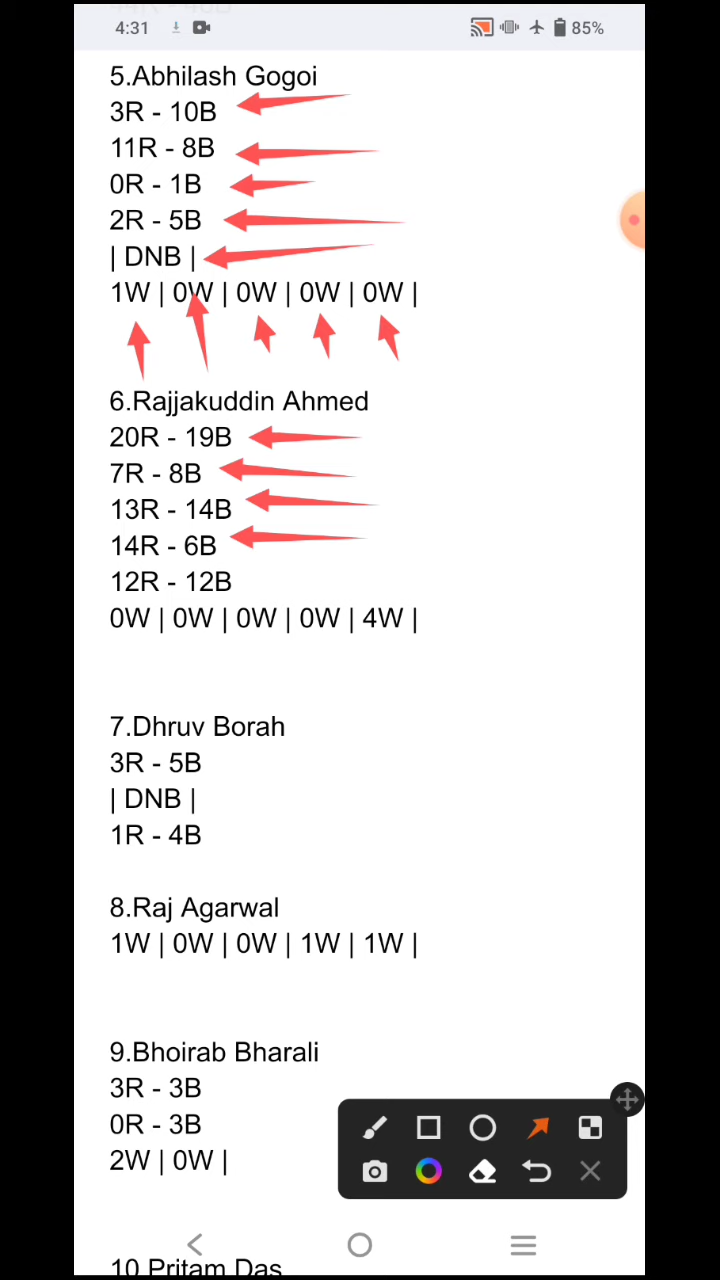 4:31
85%
5.Abhilash Gogoi
3R - 10B
11R - 8B
0R - 1B
2R - 5B
| DNB |
1W | 0W | 0W | 0W | 0W |
6.Rajjakuddin Ahmed
20R - 19B
7R - 8B
13R - 14B
14R - 6B
12R - 12B
0W | 0W | 0W | 0W | 4W |
7.Dhruv Borah
3R - 5B
| DNB |
1R - 4B
8.Raj Agarwal
1W | 0W | 0W | 1W | 1W |
9.Bhoirab Bharali
3R - 3B
0R - 3B
2W | 0W |
10 Pritam Das